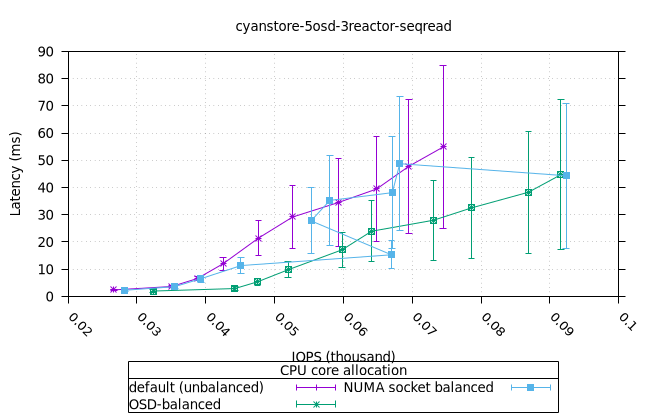 cyanstore-5osd-3reactor-seqread
90
80
70
60
50
40
30
20
10
0
Latency (ms)
0.02 0.03 0.04 0.05 0.06 0.07 0.08 0.09 0.1
IOPS (thousand)
CPU core allocation
default (unbalanced) NUMA socket balanced
OSD-balanced